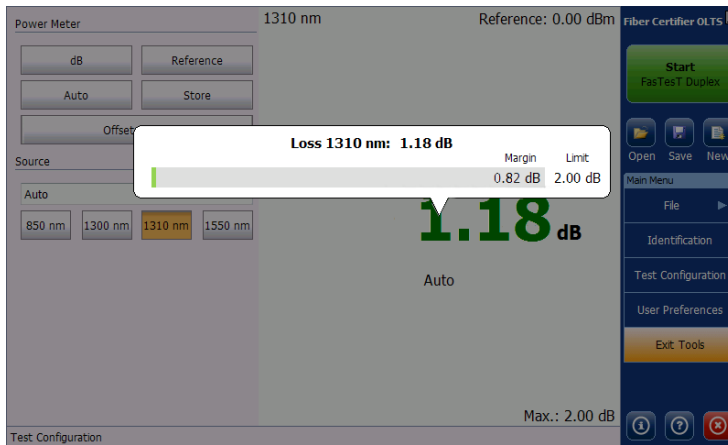 Power Meter
dB
Reference
Auto
Store
Offset
Source
Auto
850 nm
1300 nm
1310 nm
1550 nm
1310 nm
Reference: 0.00 dBm
Loss 1310 nm: 1.18 dB
Margin
Limit
0.82 dB
2.00 dB
1.18 dB
Auto
Max.: 2.00 dB
Fiber Certifier OLTS
Start
FasTesT Duplex
Open
Save
New
Main Menu
File
Identification
Test Configuration
User Preferences
Exit Tools
Test Configuration